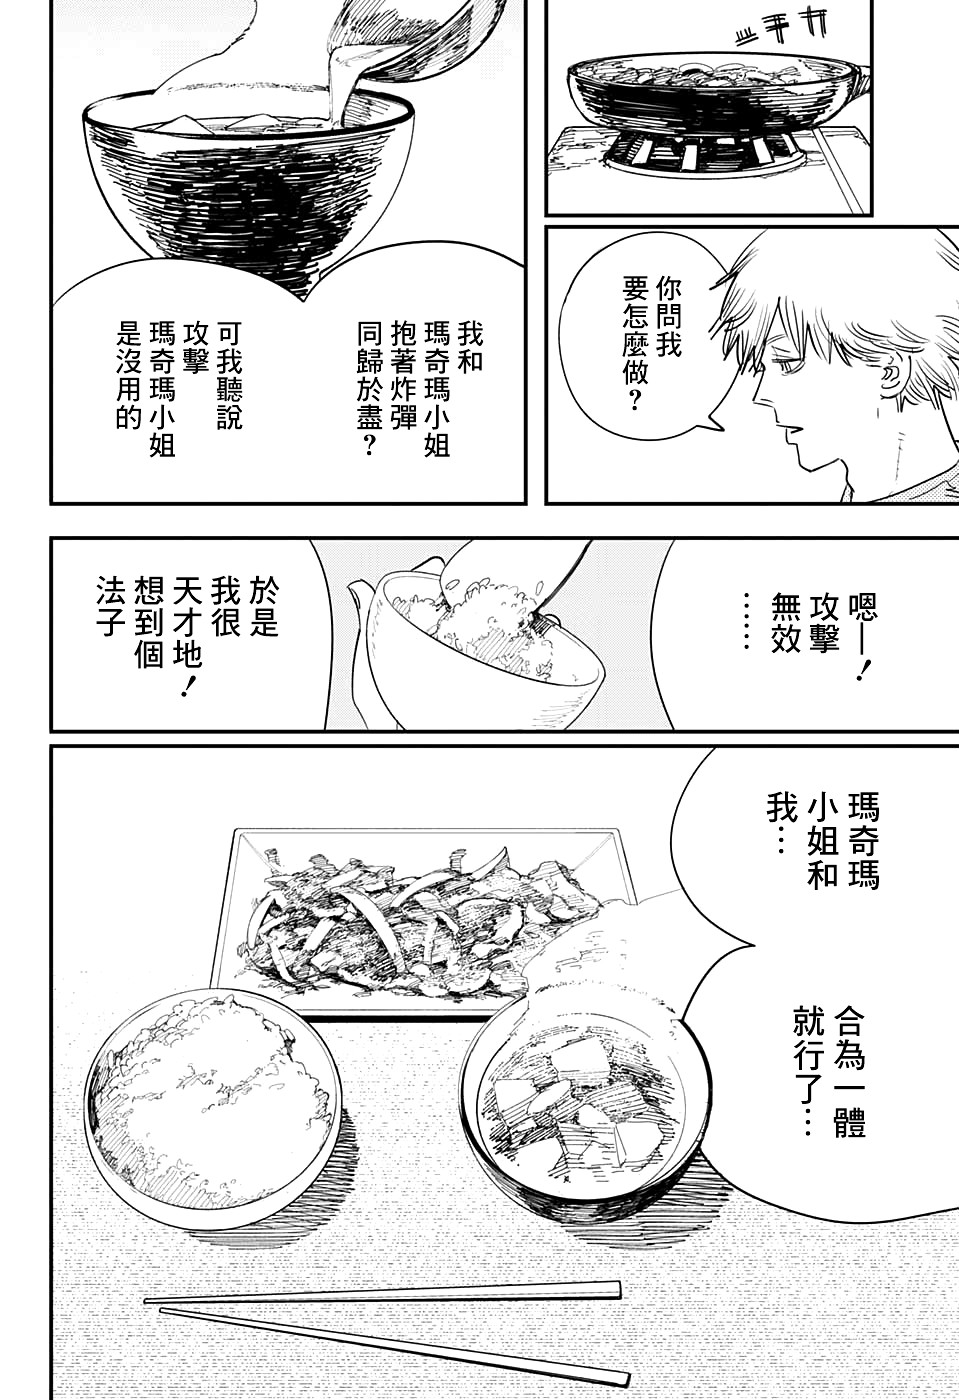 你問我
要怎麼做？
我和
瑪奇瑪小姐
抱著炸彈
同歸於盡？
可我聽說
攻擊
瑪奇瑪小姐
是沒用的
嗯—！
攻擊
無效
……
於是
我很
天才地！
想到個
法子
瑪奇瑪
小姐和
我…
合為一體
就行了…